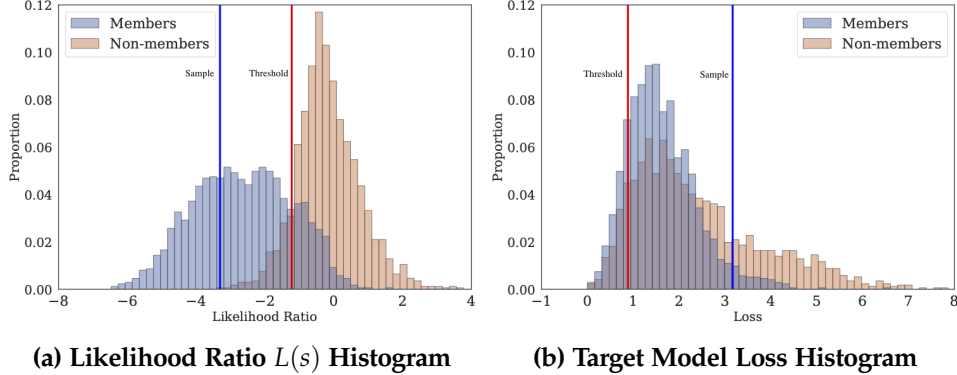 0.12
0.10
0.08
0.06
0.04
0.02
0.00
Proportion
Members
Non-members
Sample
Threshold
−8 −6 −4 −2 0 2 4
Likelihood Ratio
(a) Likelihood Ratio L(s) Histogram
0.12
0.10
0.08
0.06
0.04
0.02
0.00
Proportion
Members
Non-members
Threshold
Sample
−1 0 1 2 3 4 5 6 7 8
Loss
(b) Target Model Loss Histogram